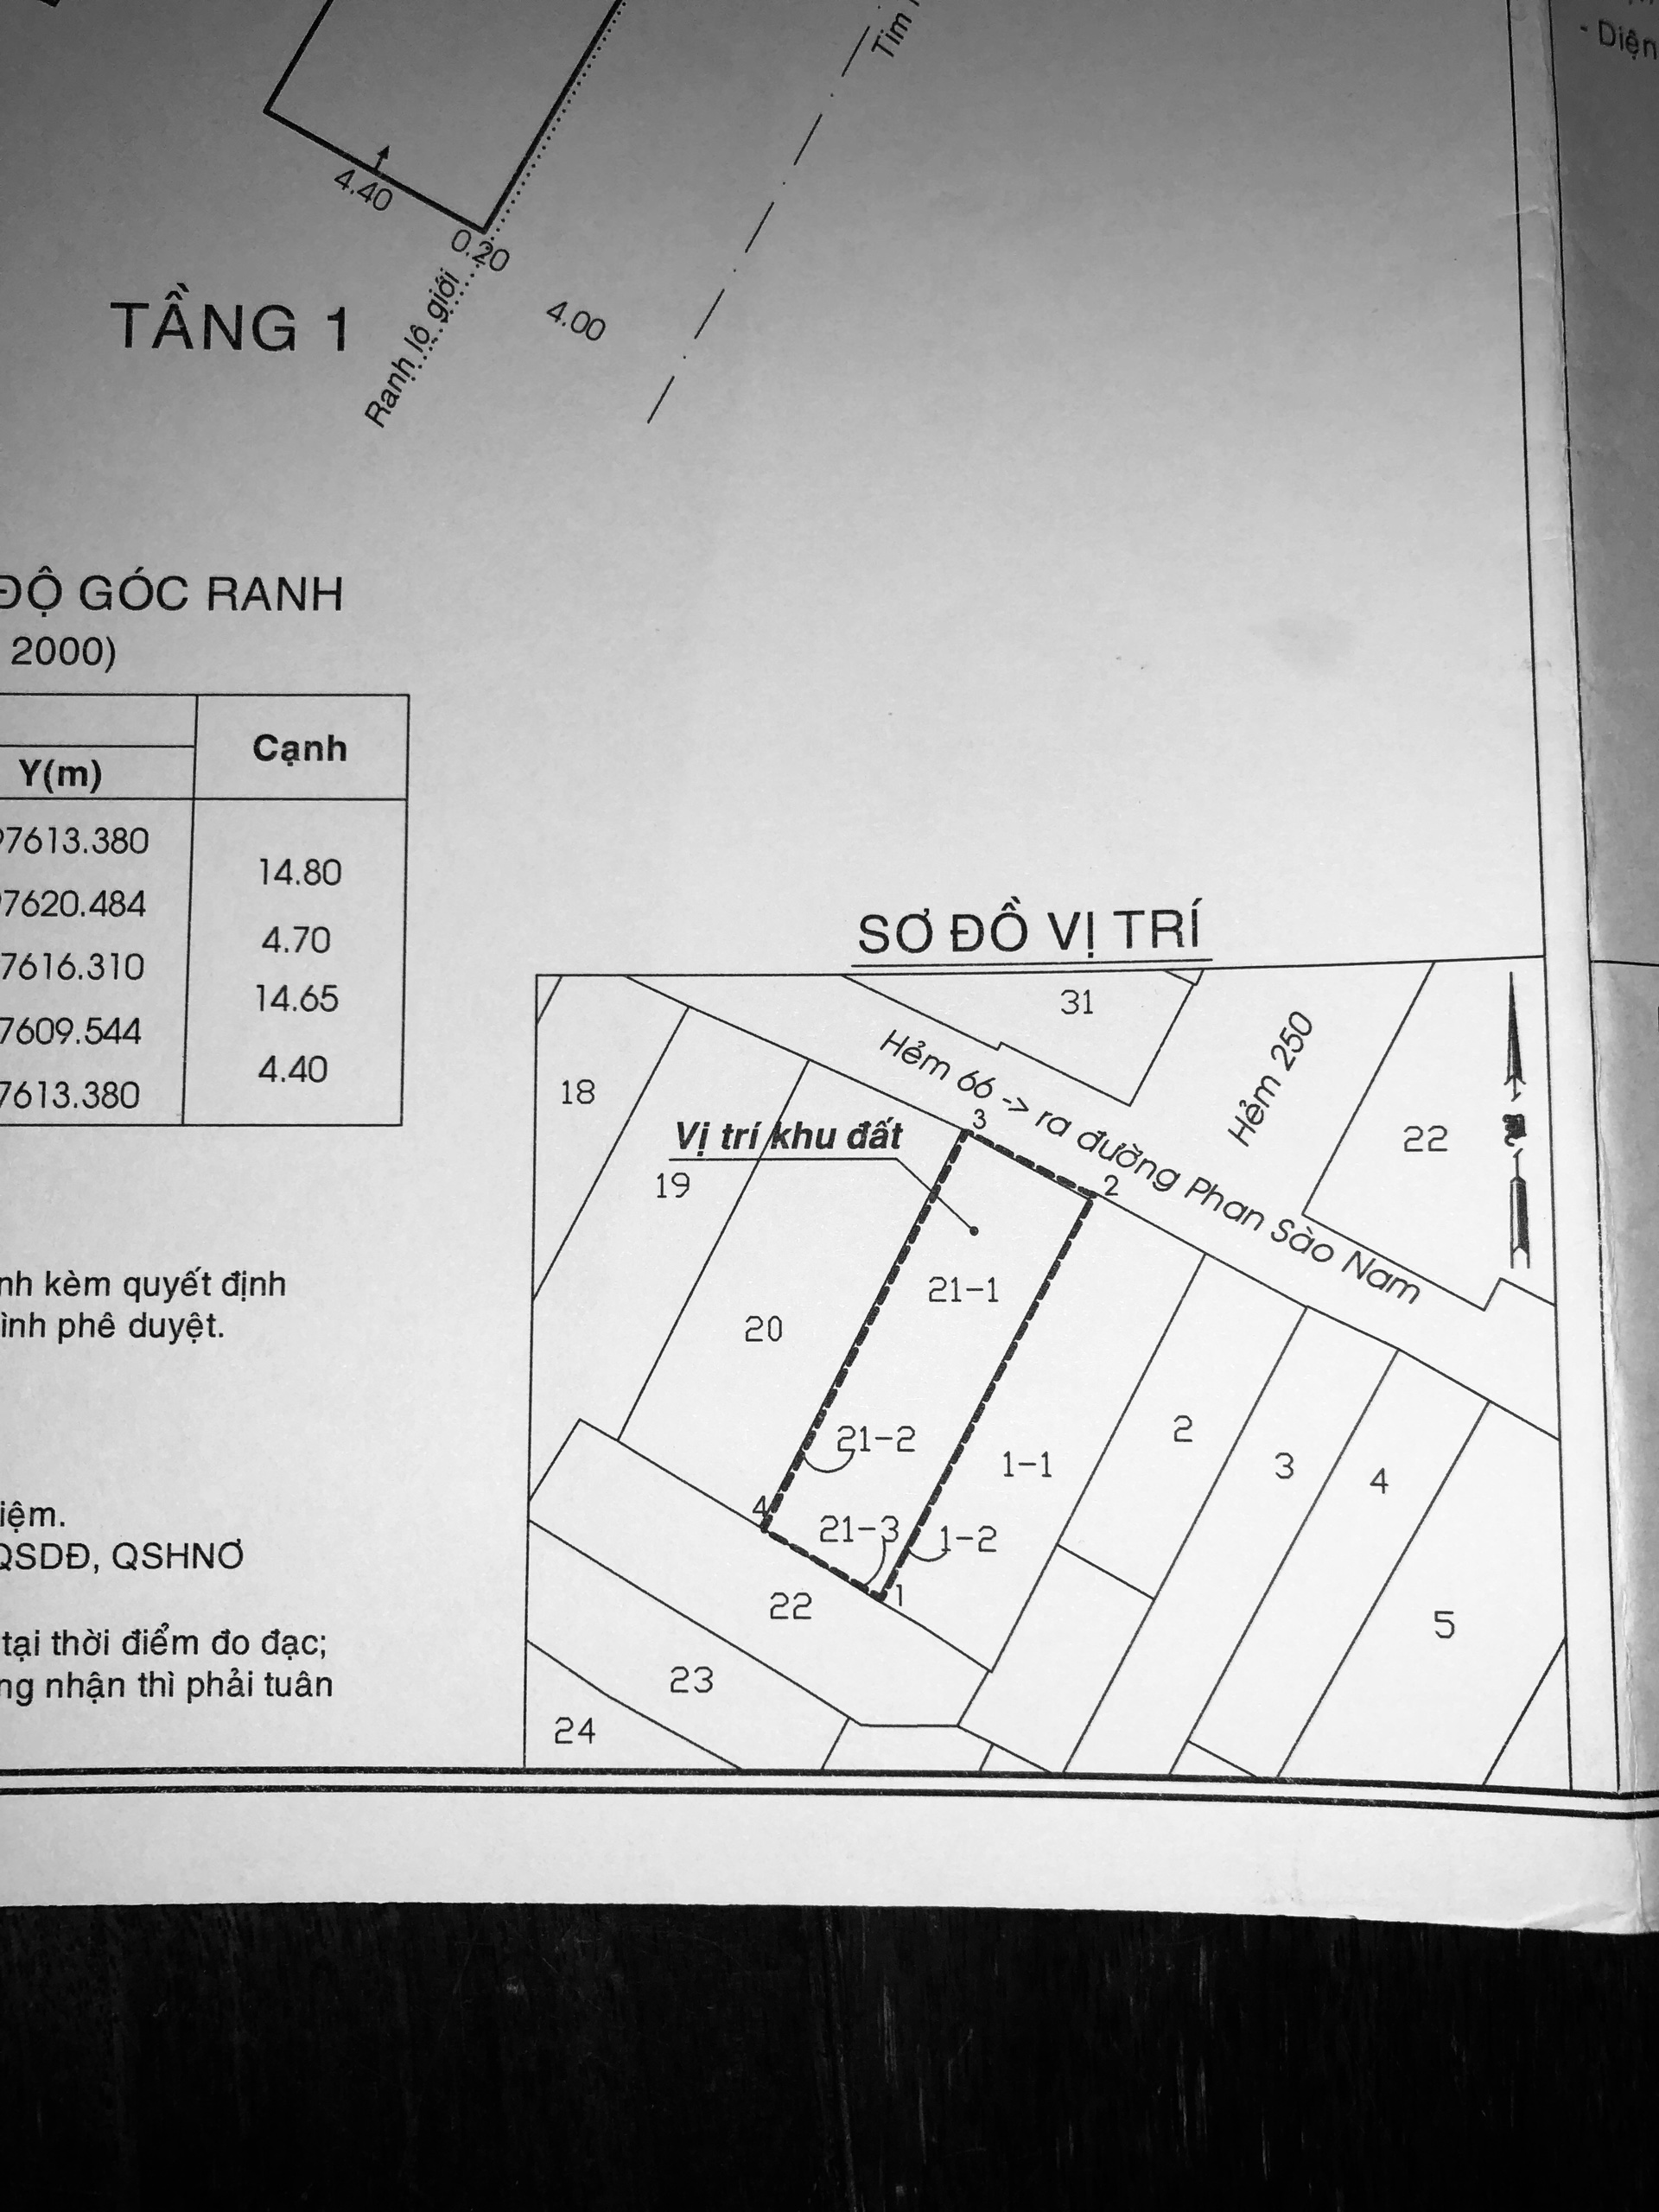 - Diện
Tim
4.40
0.20
4.00
Ranh lộ giới
TẦNG 1
ĐỘ GÓC RANH
2000)
Y(m)
Cạnh
97613.380
14.80
97620.484
4.70
7616.310
14.65
7609.544
4.40
7613.380
SƠ ĐỒ VỊ TRÍ
31
Hẻm 66 -> ra đường Phan Sào Nam
Hẻm 250
18
3
Vị trí khu đất
22
19
2
21-1
20
nh kèm quyết định
ình phê duyệt.
21-2
1-1
2
3
4
4
21-3
1-2
iệm.
QSDĐ, QSHNƠ
22
1
5
tại thời điểm đo đạc;
23
ng nhận thì phải tuân
24